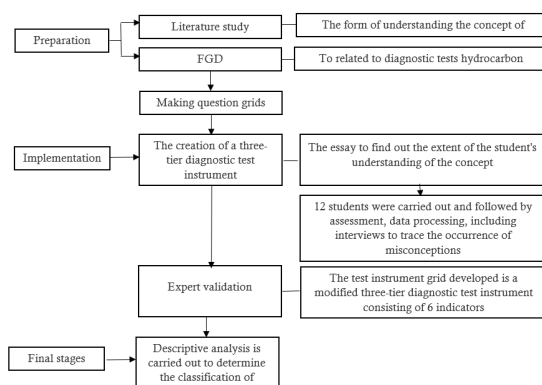 Preparation
Literature study
The form of understanding the concept of
FGD
To related to diagnostic tests hydrocarbon
Making question grids
Implementation
The creation of a three-
tier diagnostic test
instrument
The essay to find out the extent of the student's
understanding of the concept
12 students were carried out and followed by
assessment, data processing, including
interviews to trace the occurrence of
misconceptions
Expert validation
The test instrument grid developed is a
modified three-tier diagnostic test instrument
consisting of 6 indicators
Final stages
Descriptive analysis is
carried out to determine
the classification of